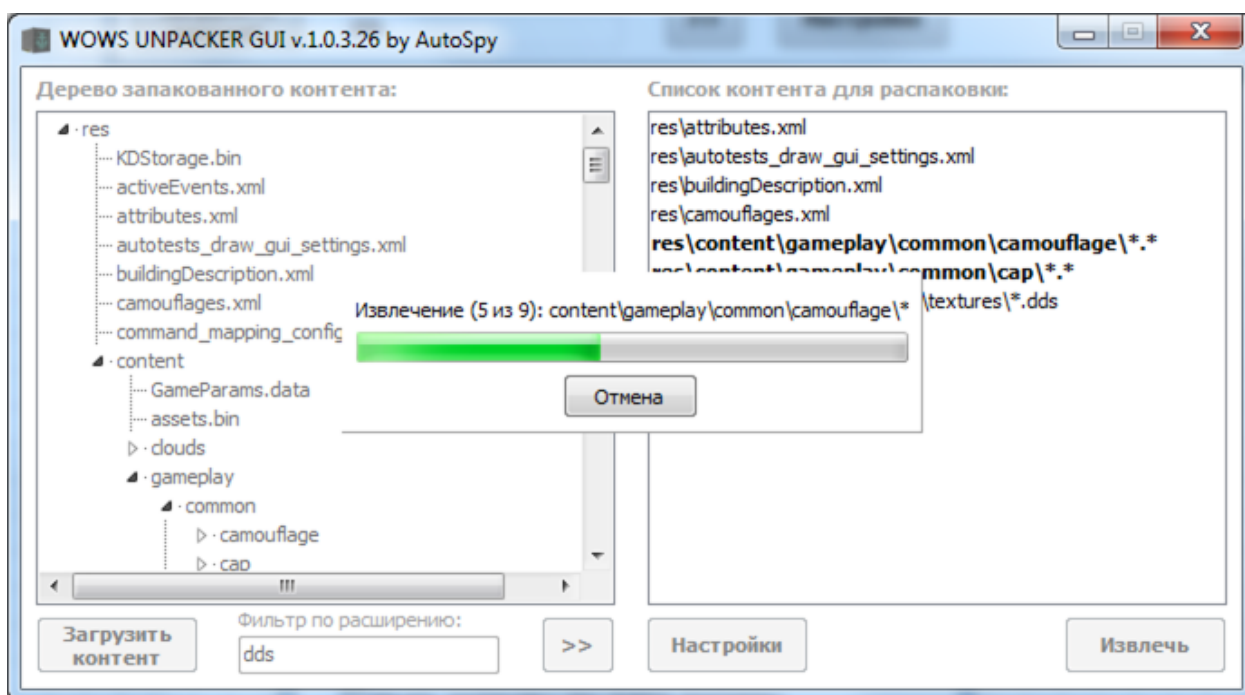 WOWS UNPACKER GUI v.1.0.3.26 by AutoSpy
Дерево запакованного контента:
res
KDStorage.bin
activeEvents.xml
attributes.xml
autotests_draw_gui_settings.xml
buildingDescription.xml
camouflages.xml
command_mapping_config
content
GameParams.data
assets.bin
clouds
gameplay
common
camouflage
cap
Список контента для распаковки:
res\attributes.xml
res\autotests_draw_gui_settings.xml
res\buildingDescription.xml
res\camouflages.xml
res\content\gameplay\common\camouflage\*.*
res\content\gameplay\common\cap\*.*
\textures\*.dds
Извлечение (5 из 9): content\gameplay\common\camouflage\*
Отмена
Загрузить
контент
Фильтр по расширению:
dds
>>
Настройки
Извлечь